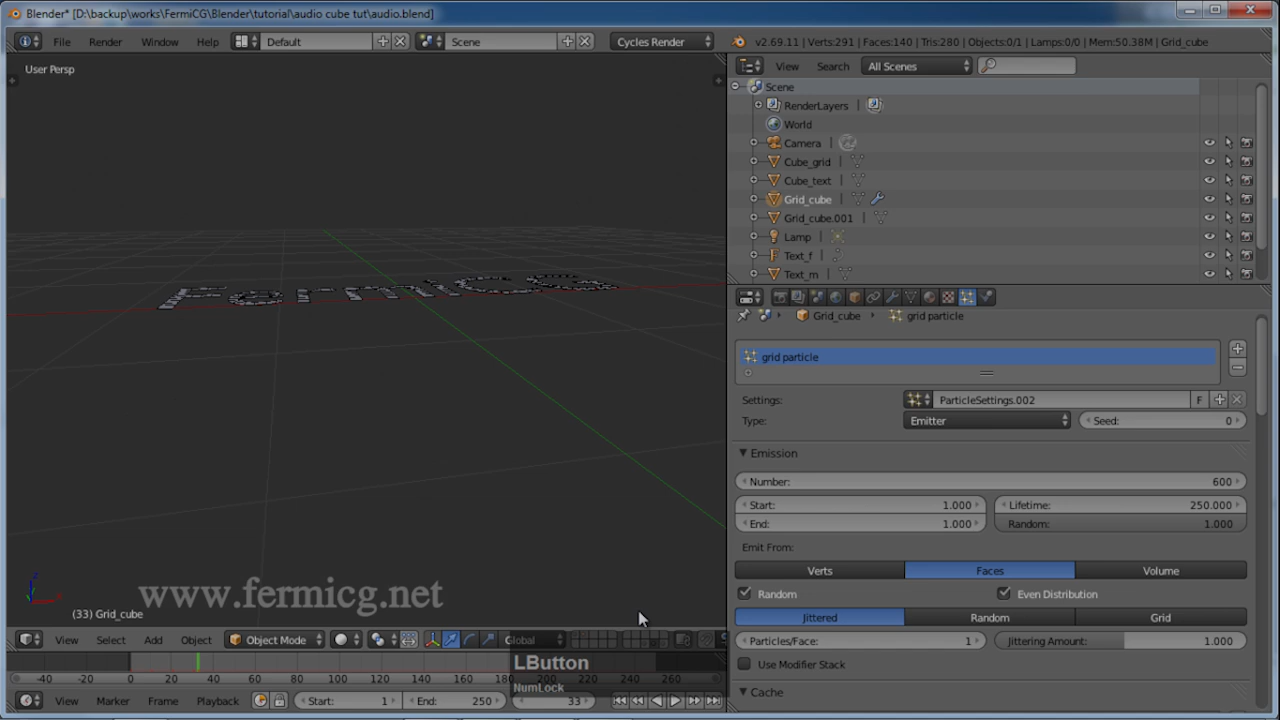 Blender* [D:\backup\works\FermiCG\Blender\tutorial\audio cube tut\audio.blend]
File Render Window Help Default Scene Cycles Render v2.69.11 | Verts:291 | Faces:140 | Tris:280 | Objects:0/1 | Lamps:0/0 | Mem:50.38M | Grid_cube
User Persp
View Search All Scenes
Scene
RenderLayers
World
Camera
Cube_grid
Cube_text
Grid_cube
Grid_cube.001
Lamp
Text_f
Text_m
FermiCG
Grid_cube grid particle
grid particle
Settings: ParticleSettings.002 F
Type: Emitter Seed: 0
Emission
Number: 600
Start: 1.000 Lifetime: 250.000
End: 1.000 Random: 1.000
Emit From:
Verts Faces Volume
Random Even Distribution
Jittered Random Grid
Particles/Face: 1 Jittering Amount: 1.000
Use Modifier Stack
Cache
www.fermicg.net
(33) Grid_cube
View Select Add Object Object Mode Global
LButton
NumLock
-40 -20 0 20 40 60 80 100 120 140 160 180 200 220 240 260
View Marker Frame Playback Start: 1 End: 250 33